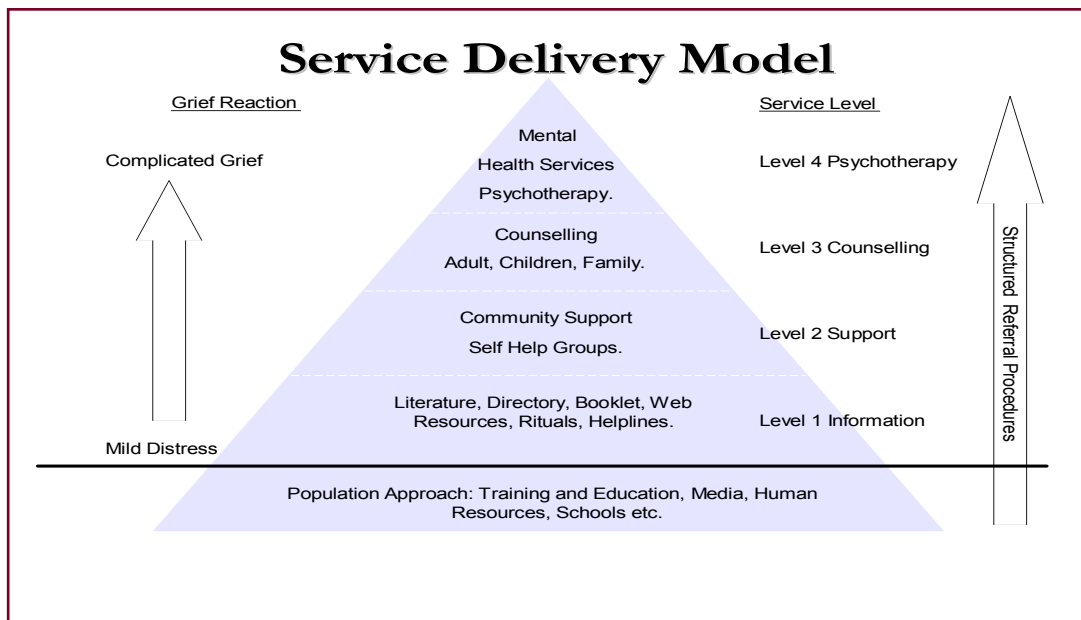 Service Delivery Model
Grief Reaction
Service Level
Mental
Health Services
Psychotherapy.
Complicated Grief
Level 4 Psychotherapy
Counselling
Adult, Children, Family.
Level 3 Counselling
Community Support
Self Help Groups.
Level 2 Support
Literature, Directory, Booklet, Web
Resources, Rituals, Helplines.
Level 1 Information
Mild Distress
Structured Referral Procedures
Population Approach: Training and Education, Media, Human
Resources, Schools etc.